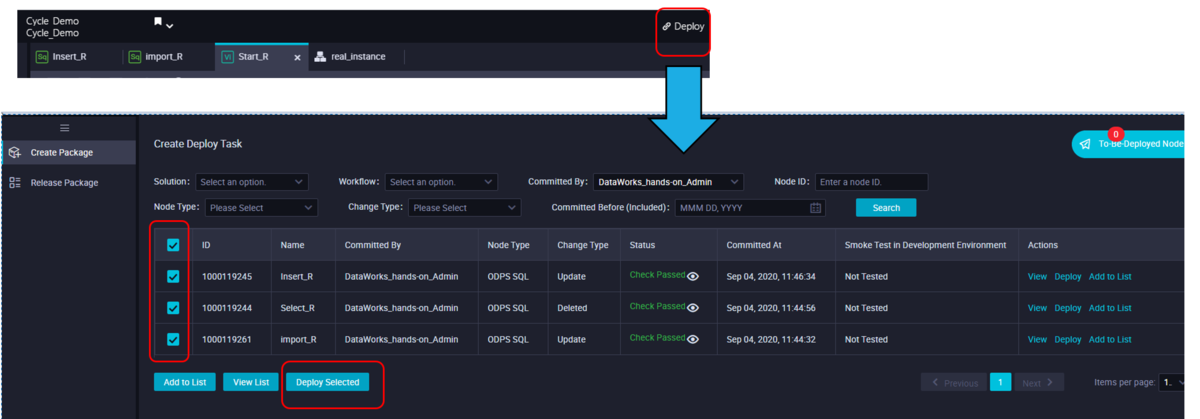 Cycle Demo
Cycle_Demo
Deploy
Sq Insert_R Sq import_R VI Start_R x real_instance
Create Package
Release Package
Create Deploy Task
0
To-Be-Deployed Node
Solution: Select an option. Workflow: Select an option. Committed By: DataWorks_hands-on_Admin Node ID: Enter a node ID.
Node Type: Please Select Change Type: Please Select Committed Before (Included): MMM DD, YYYY Search
ID Name Committed By Node Type Change Type Status Committed At Smoke Test in Development Environment Actions
1000119245 Insert_R DataWorks_hands-on_Admin ODPS SQL Update Check Passed Sep 04, 2020, 11:46:34 Not Tested View Deploy Add to List
1000119244 Select_R DataWorks_hands-on_Admin ODPS SQL Deleted Check Passed Sep 04, 2020, 11:44:56 Not Tested View Deploy Add to List
1000119261 import_R DataWorks_hands-on_Admin ODPS SQL Update Check Passed Sep 04, 2020, 11:44:32 Not Tested View Deploy Add to List
Add to List View List Deploy Selected < Previous 1 Next > Items per page: 1..